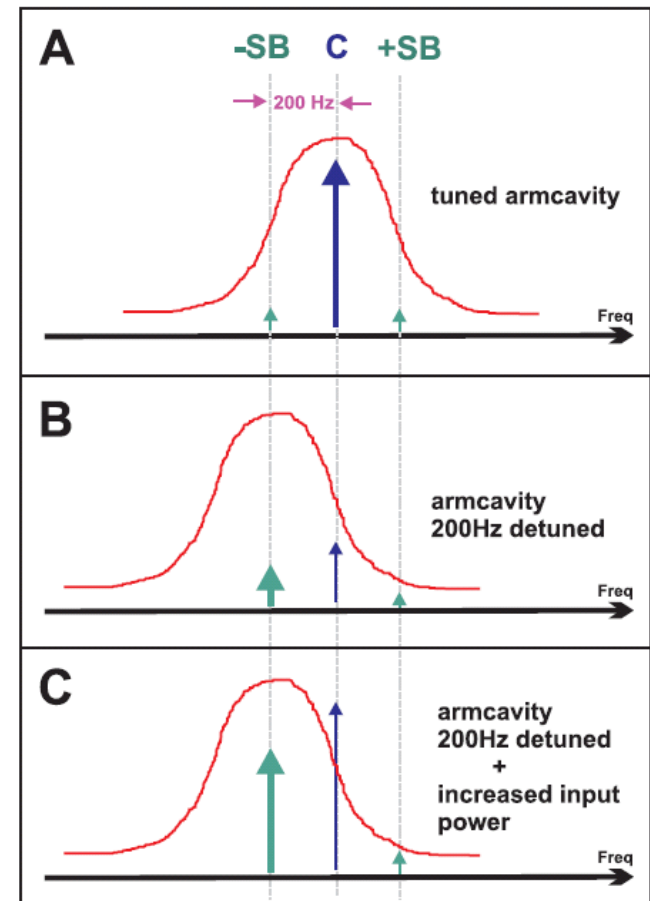 A
-SB C +SB
200 Hz
tuned armcavity
Freq
B
armcavity
200Hz detuned
Freq
C
armcavity
200Hz detuned
+
increased input
power
Freq